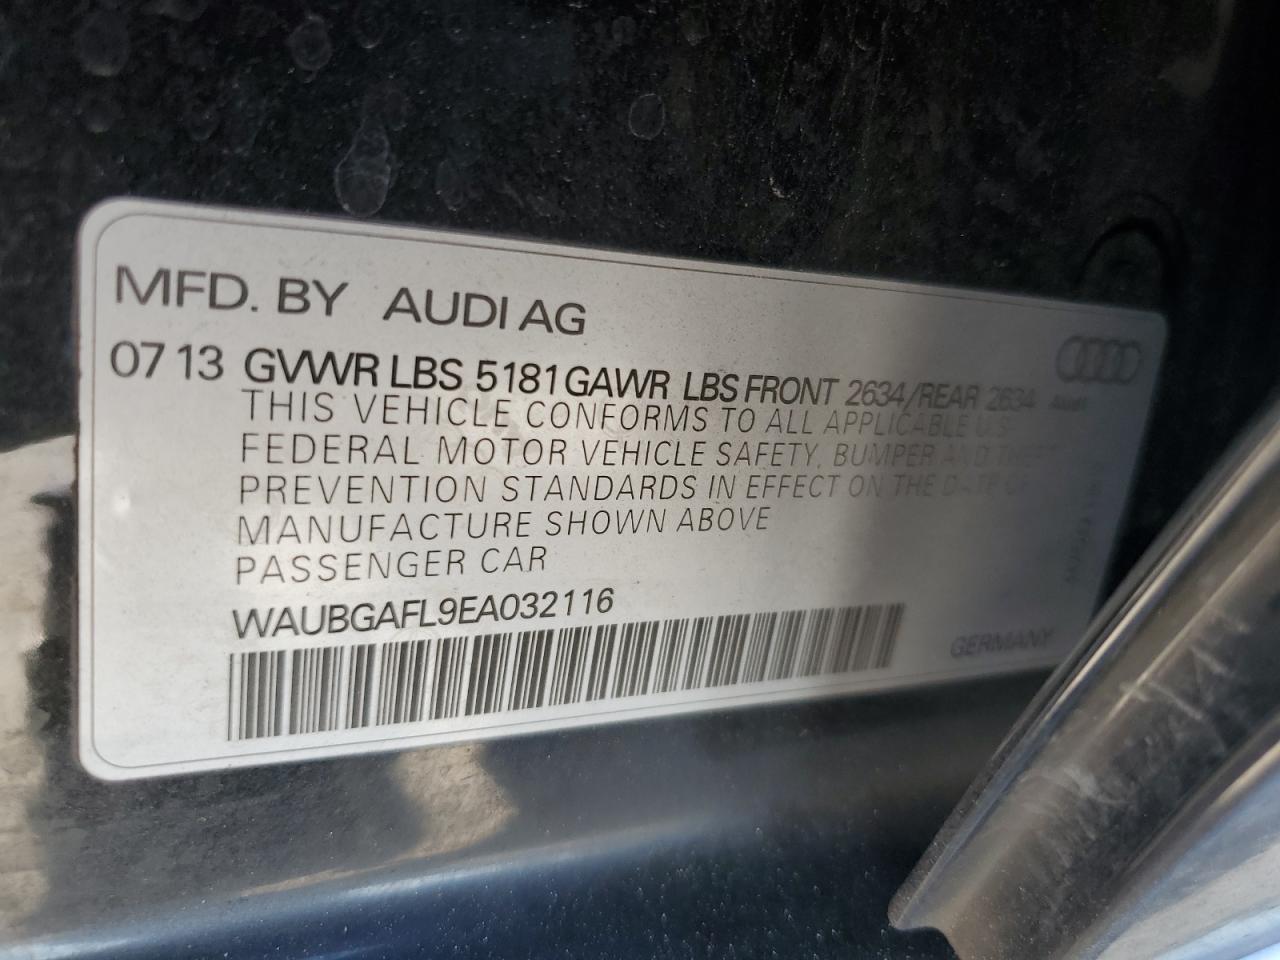 MFD. BY AUDI AG
07 13 GVWR LBS 5181 GAWR LBS FRONT 2634/REAR 2634 Audi
THIS VEHICLE CONFORMS TO ALL APPLICABLE U.S.
FEDERAL MOTOR VEHICLE SAFETY, BUMPER AND THEFT
PREVENTION STANDARDS IN EFFECT ON THE DATE OF
MANUFACTURE SHOWN ABOVE
PASSENGER CAR
WAUBGAFL9EA032116
GERMANY